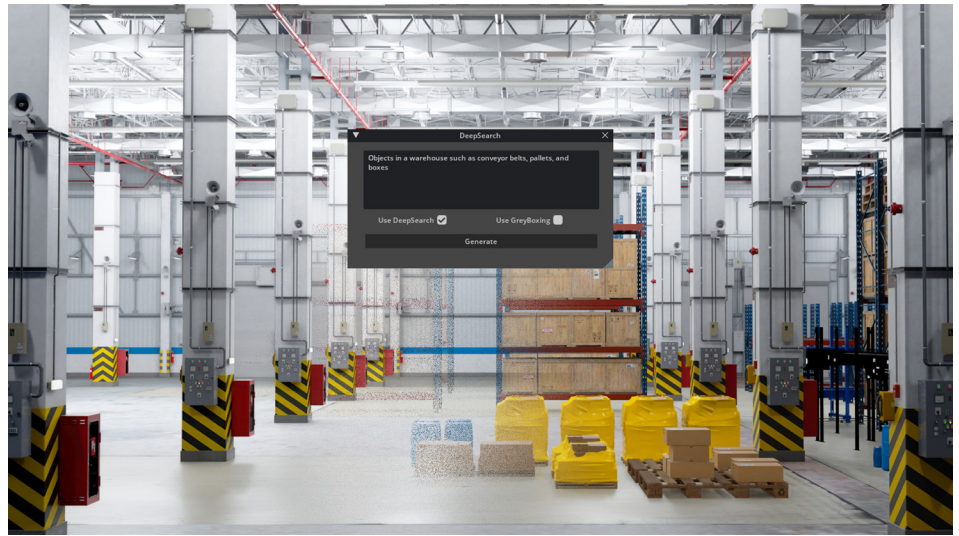 DeepSearch
Objects in a warehouse such as conveyor belts, pallets, and
boxes
Use DeepSearch
Use GreyBoxing
Generate